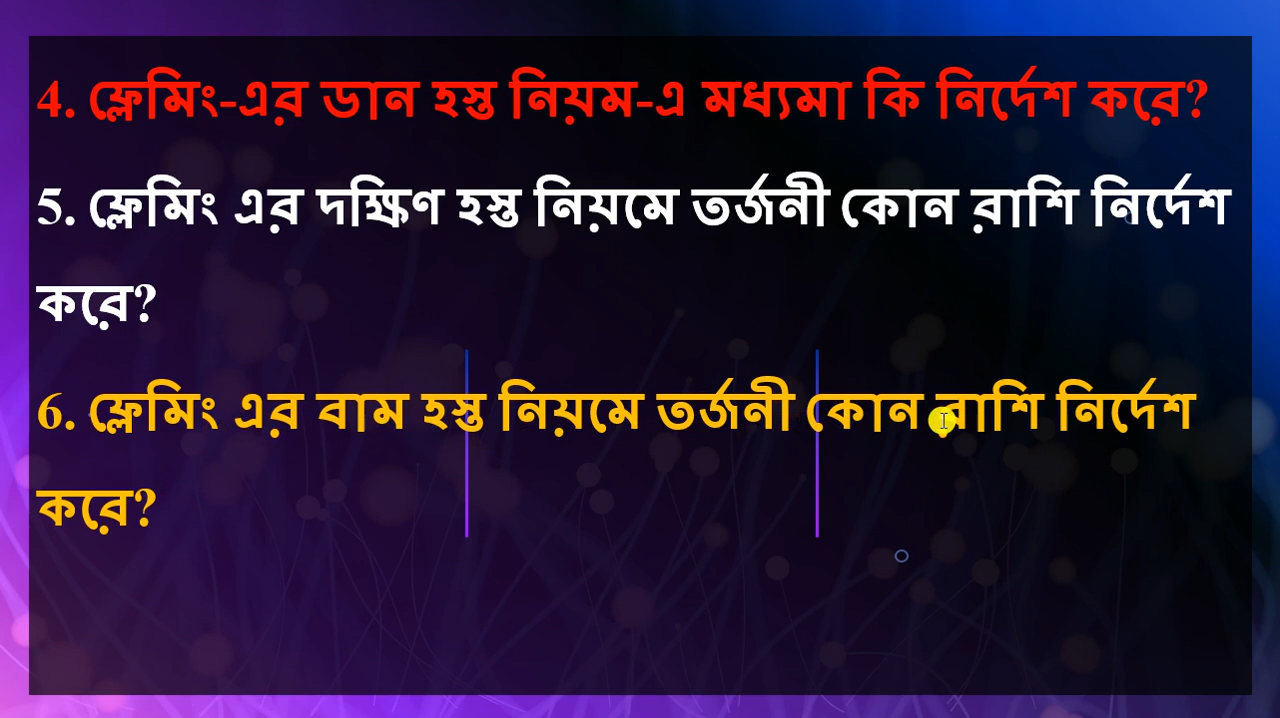 4. ফ্লেমিং-এর ডান হস্ত নিয়ম-এ মধ্যমা কি নির্দেশ করে?
5. ফ্লেমিং এর দক্ষিণ হস্ত নিয়মে তর্জনী কোন রাশি নির্দেশ
করে?
6. ফ্লেমিং এর বাম হস্ত নিয়মে তর্জনী কোন রাশি নির্দেশ
করে?